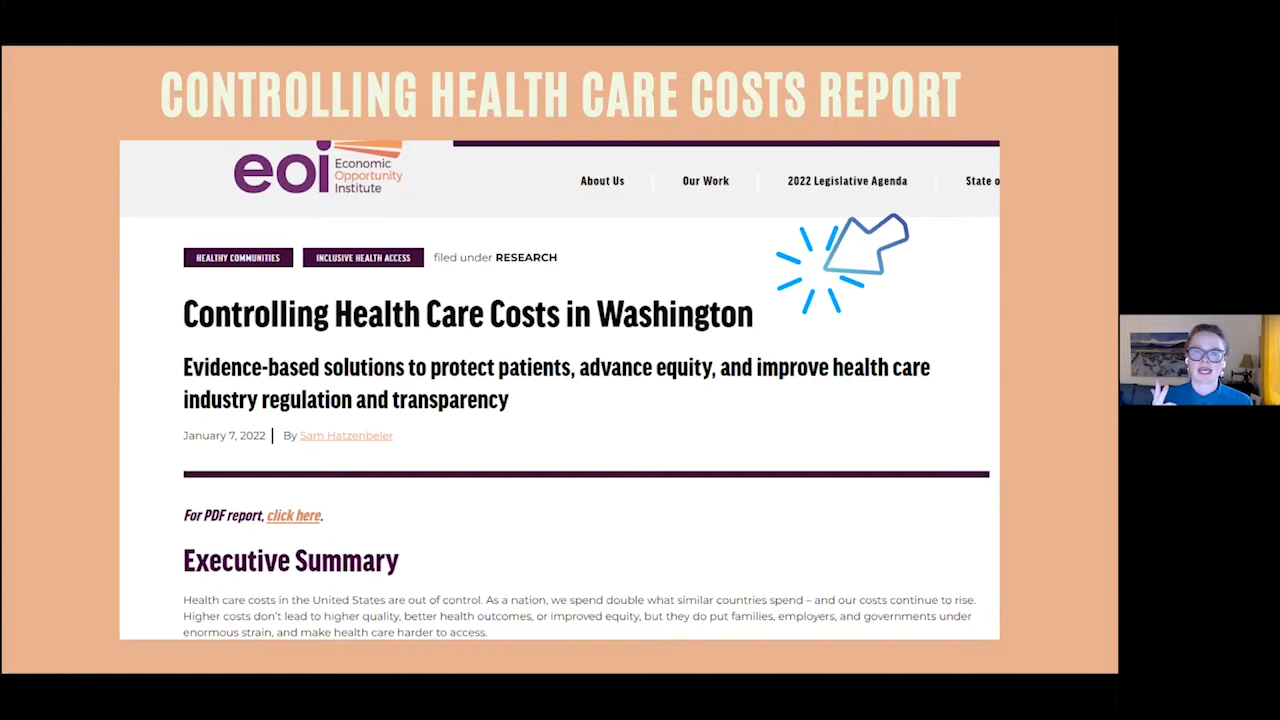 CONTROLLING HEALTH CARE COSTS REPORT
eoi Economic
Opportunity
Institute
About Us
Our Work
2022 Legislative Agenda
State o
HEALTHY COMMUNITIES
INCLUSIVE HEALTH ACCESS
filed under RESEARCH
Controlling Health Care Costs in Washington
Evidence-based solutions to protect patients, advance equity, and improve health care
industry regulation and transparency
January 7, 2022 | By Sam Hatzenbeler
For PDF report, click here.
Executive Summary
Health care costs in the United States are out of control. As a nation, we spend double what similar countries spend – and our costs continue to rise.
Higher costs don’t lead to higher quality, better health outcomes, or improved equity, but they do put families, employers, and governments under
enormous strain, and make health care harder to access.